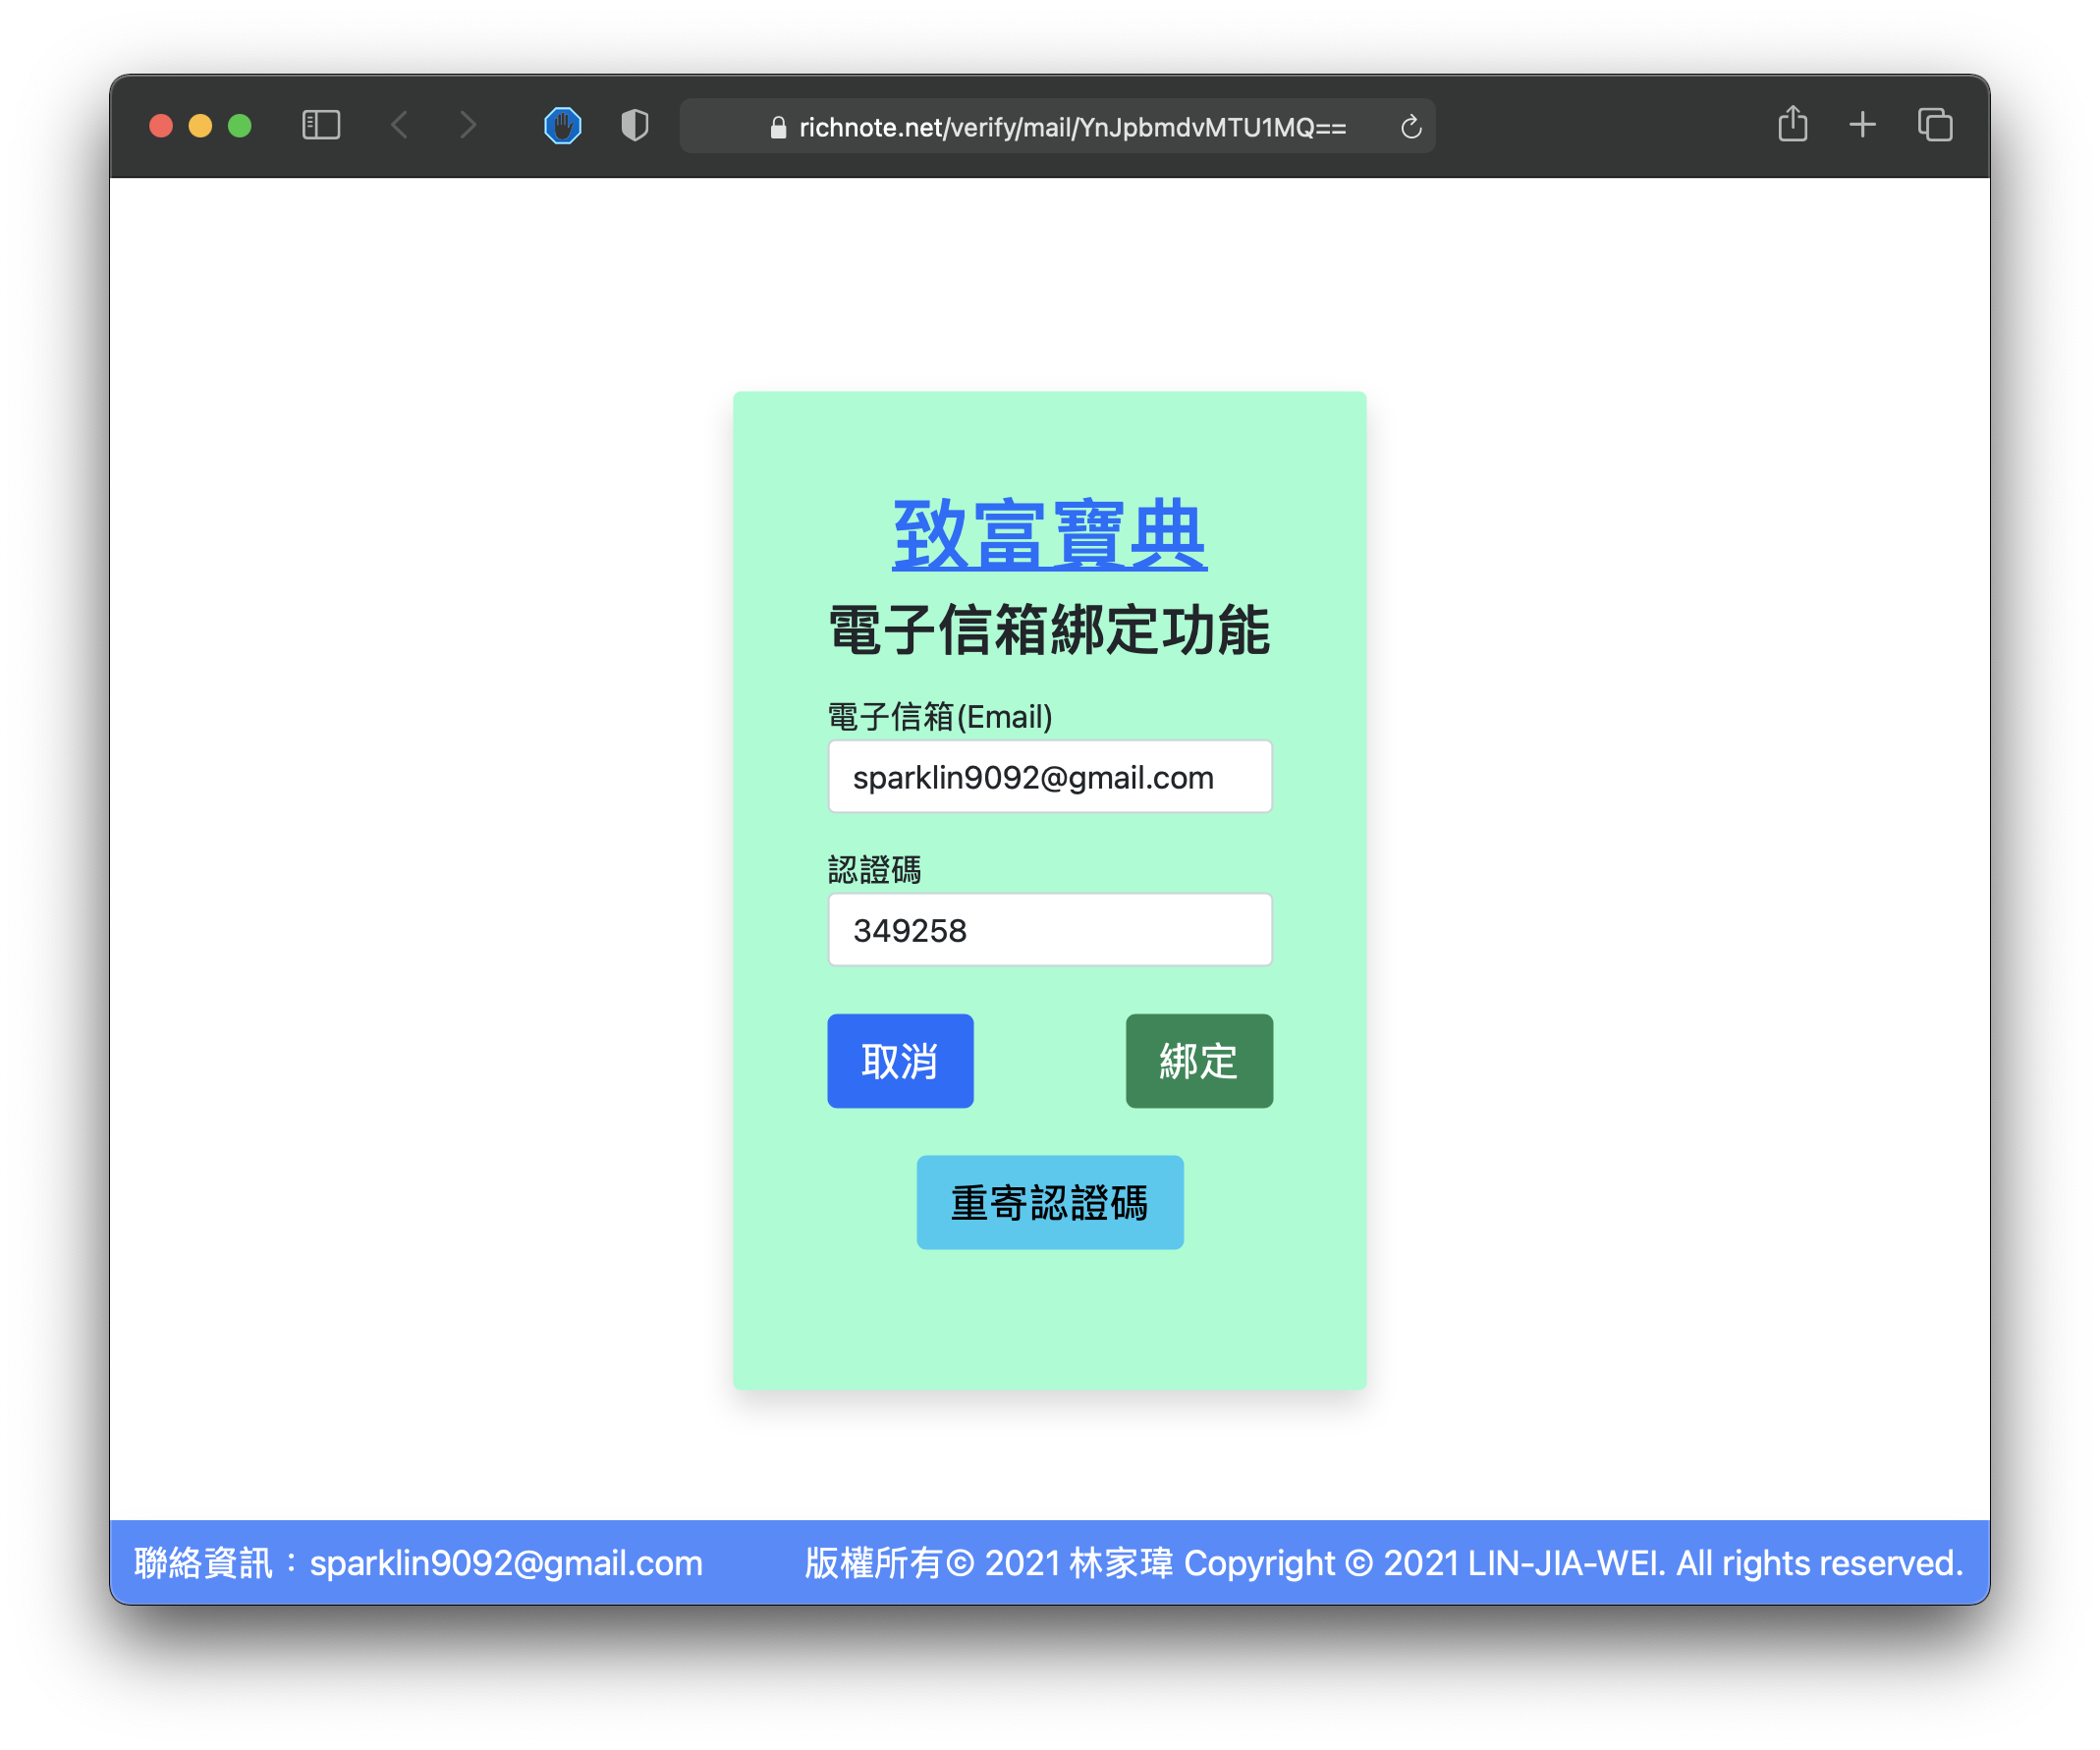 richnote.net/verify/mail/YnJpbmdvMTU1MQ==
致富寶典
電子信箱綁定功能
電子信箱(Email)
sparklin9092@gmail.com
認證碼
349258
取消
綁定
重寄認證碼
聯絡資訊：sparklin9092@gmail.com
版權所有© 2021 林家瑋 Copyright © 2021 LIN-JIA-WEI. All rights reserved.